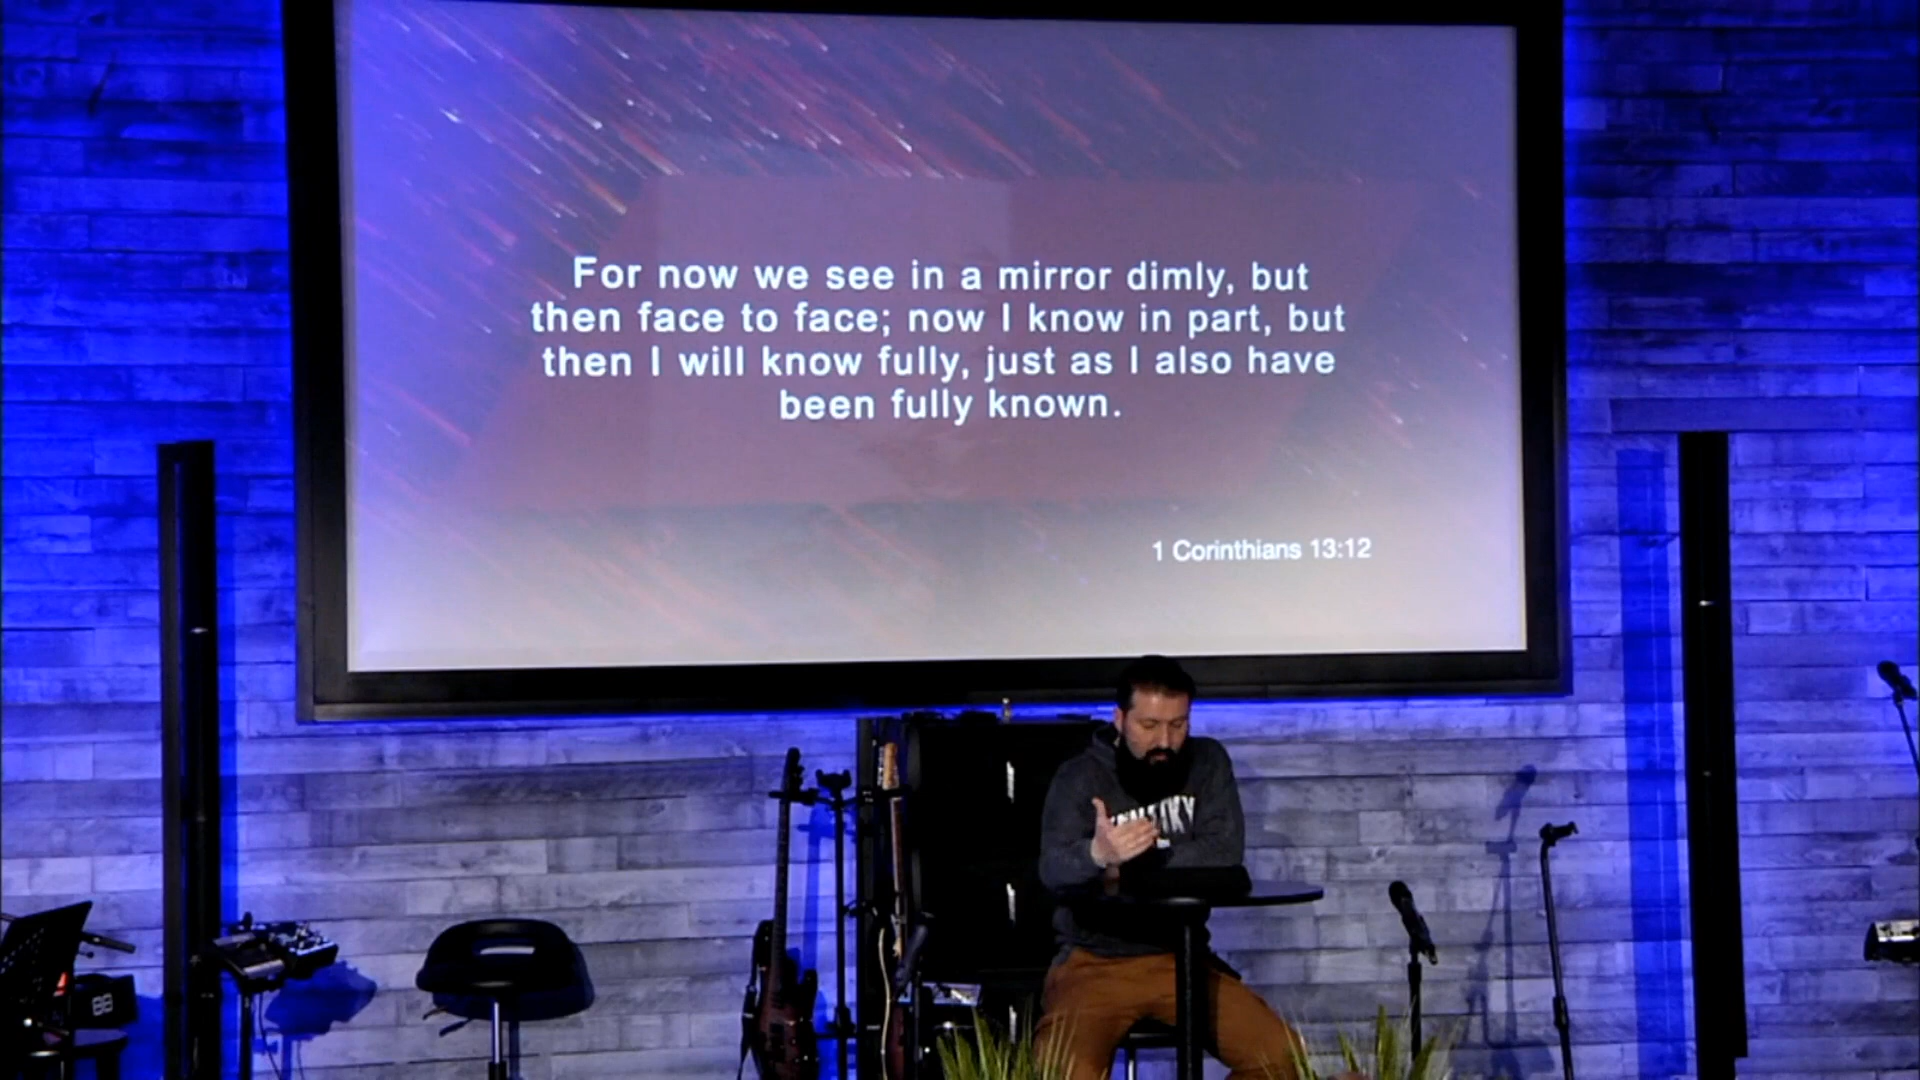 For now we see in a mirror dimly, but
then face to face; now I know in part, but
then I will know fully, just as I also have
been fully known.
1 Corinthians 13:12